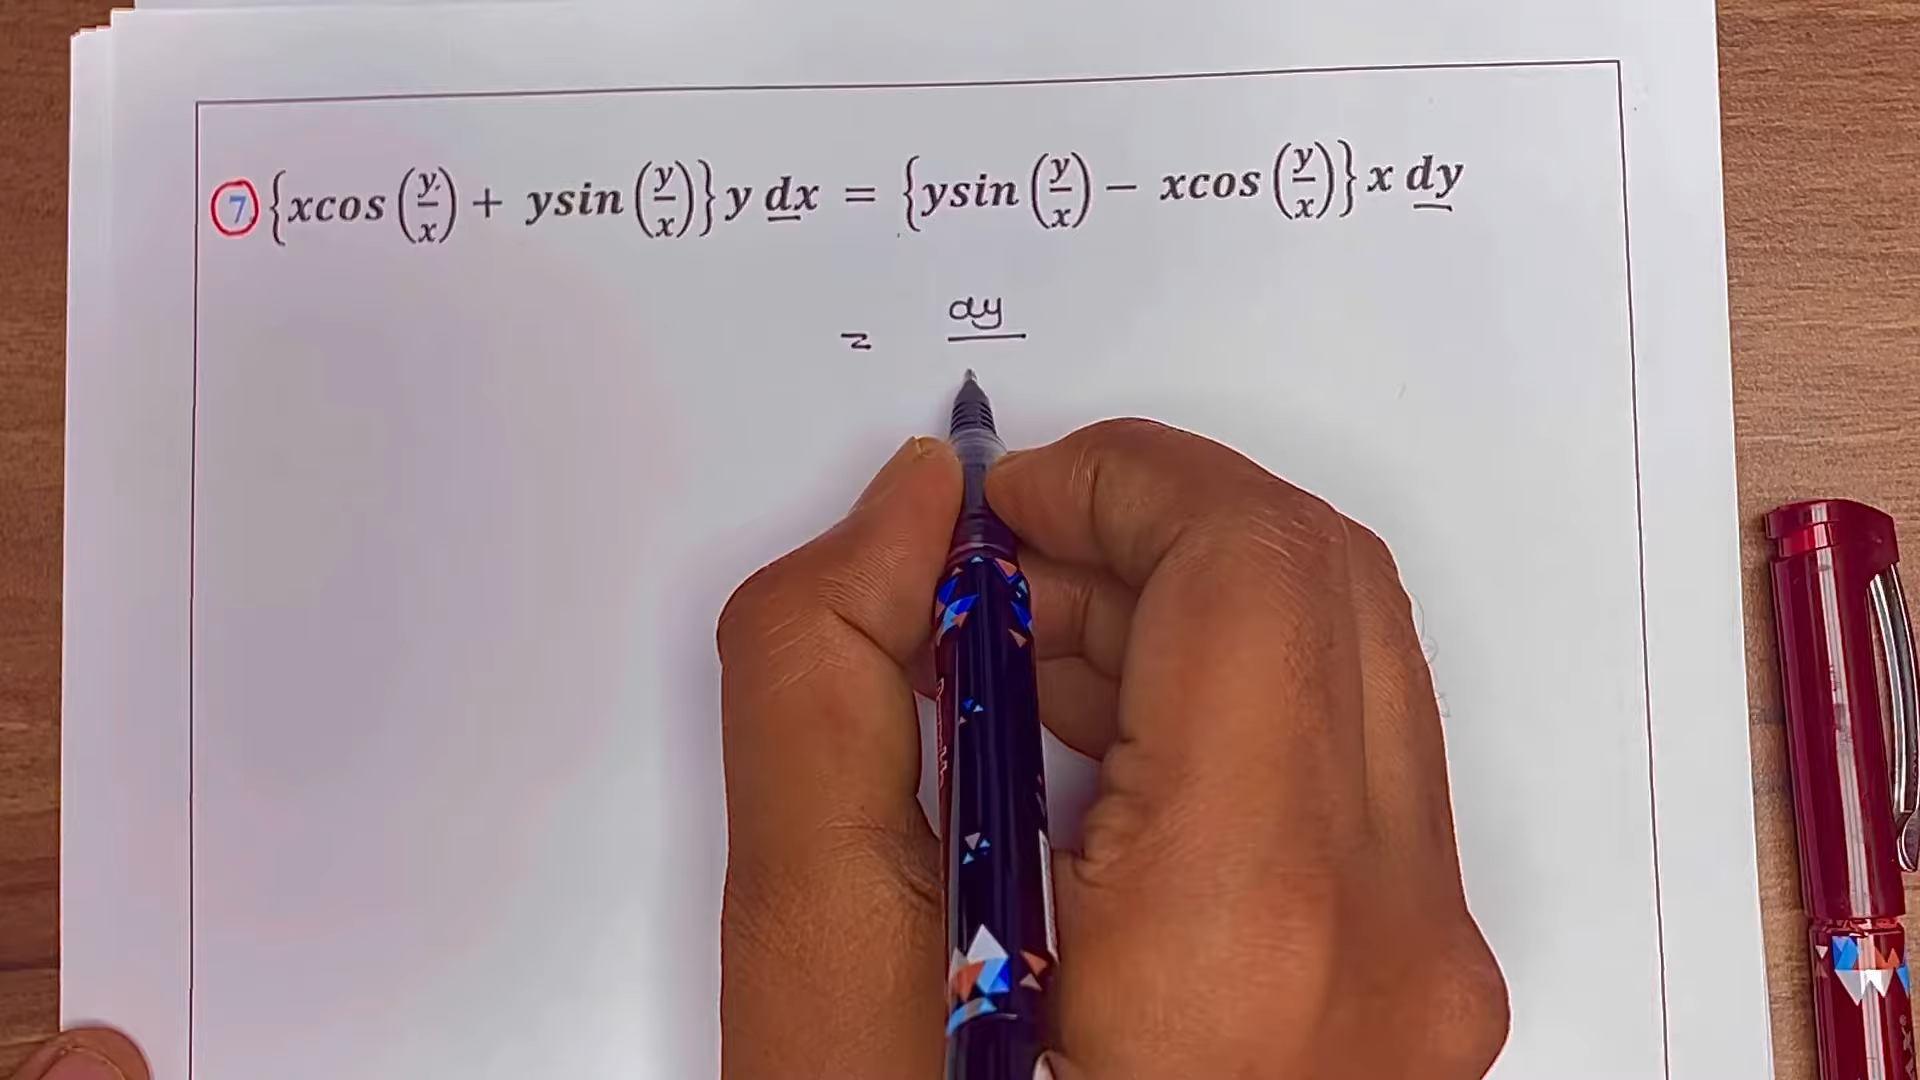 7 {xcos(y/x) + ysin(y/x)}y dx = {ysin(y/x) − xcos(y/x)}x dy
= dy